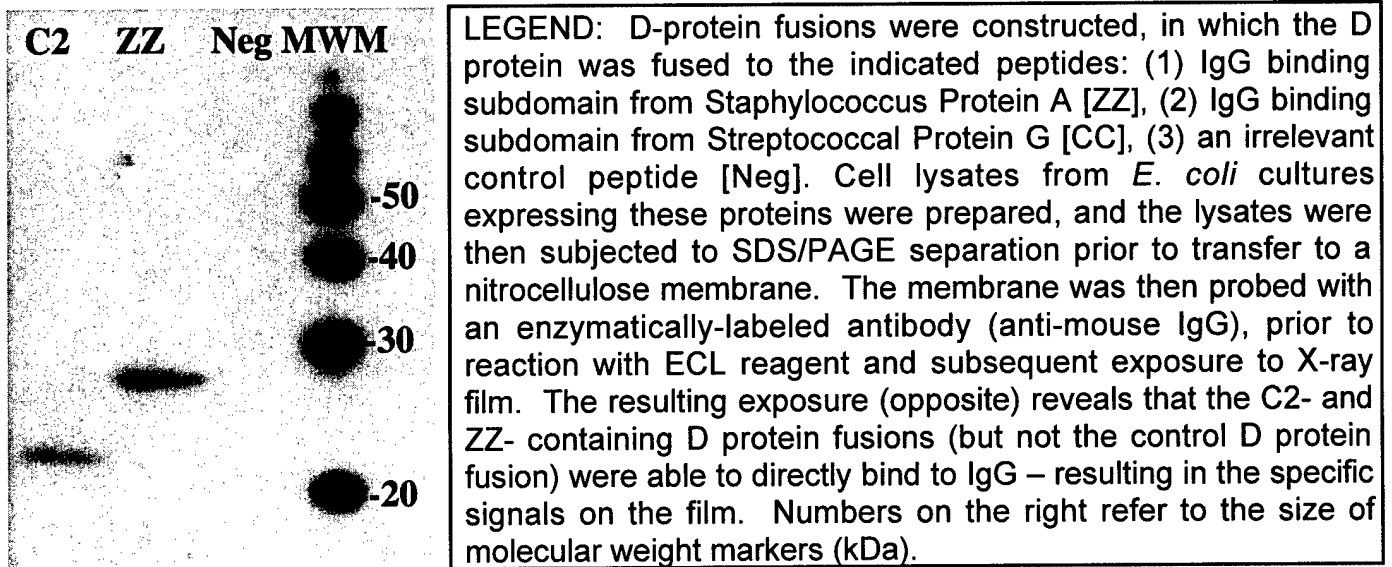 C2 ZZ Neg MWM
-50
-40
-30
-20
LEGEND: D-protein fusions were constructed, in which the D
protein was fused to the indicated peptides: (1) IgG binding
subdomain from Staphylococcus Protein A [ZZ], (2) IgG binding
subdomain from Streptococcal Protein G [CC], (3) an irrelevant
control peptide [Neg]. Cell lysates from E. coli cultures
expressing these proteins were prepared, and the lysates were
then subjected to SDS/PAGE separation prior to transfer to a
nitrocellulose membrane. The membrane was then probed with
an enzymatically-labeled antibody (anti-mouse IgG), prior to
reaction with ECL reagent and subsequent exposure to X-ray
film. The resulting exposure (opposite) reveals that the C2- and
ZZ- containing D protein fusions (but not the control D protein
fusion) were able to directly bind to IgG – resulting in the specific
signals on the film. Numbers on the right refer to the size of
molecular weight markers (kDa).